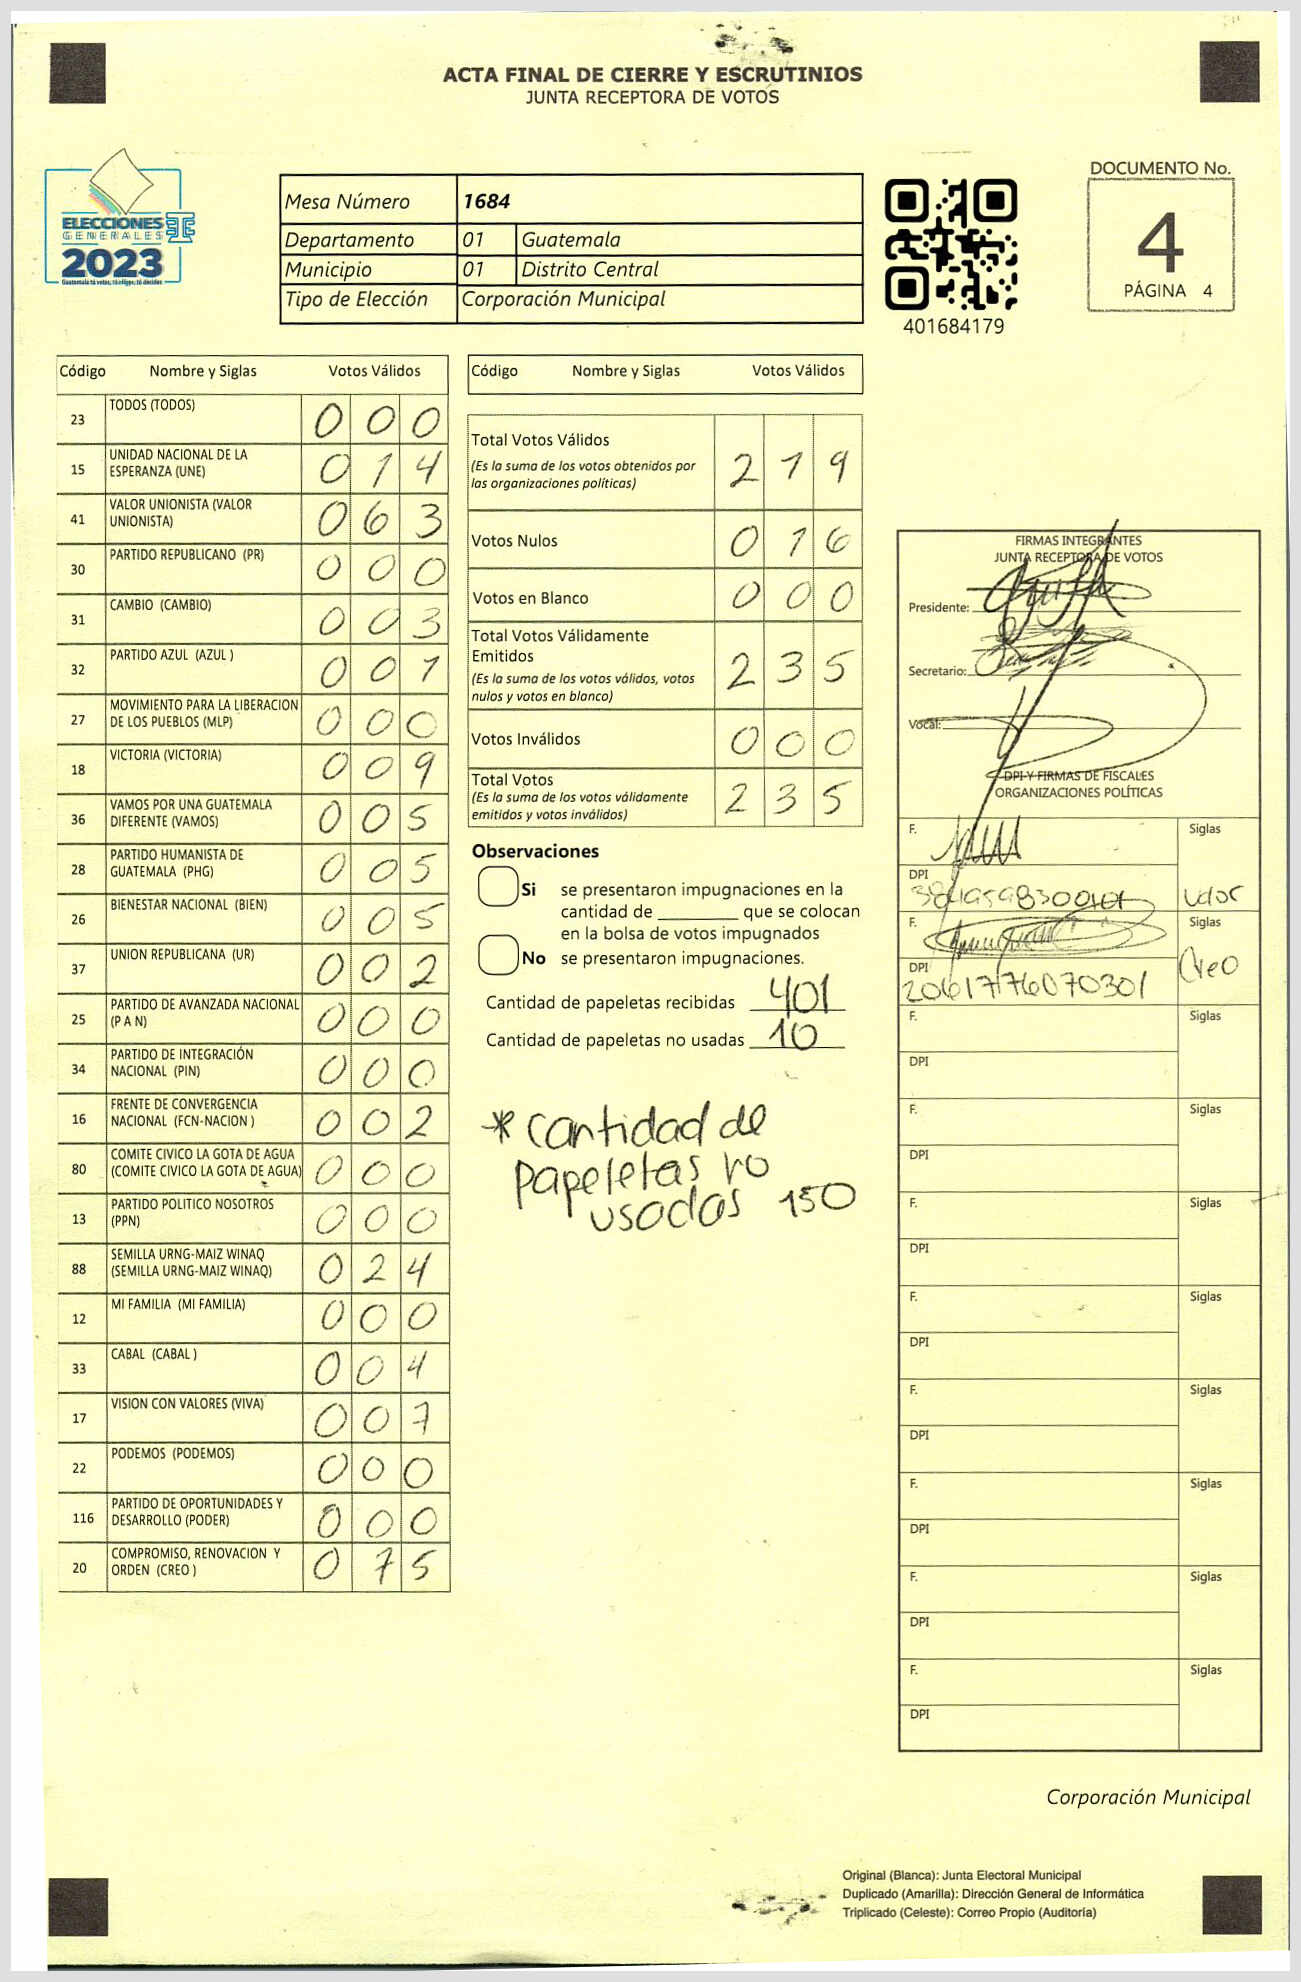 ACTA FINAL DE CIERRE Y ESCRUTINIOS
JUNTA RECEPTORA DE VOTOS
ELECCIONES
GENERALES
2023
Guatemala tú votas, tú eliges, tú decides
Mesa Número 1684
Departamento 01 Guatemala
Municipio 01 Distrito Central
Tipo de Elección Corporación Municipal
401684179
DOCUMENTO No.
4
PÁGINA 4
Código Nombre y Siglas Votos Válidos
23 TODOS (TODOS) 0 0 0
15 UNIDAD NACIONAL DE LA
ESPERANZA (UNE) 0 1 4
41 VALOR UNIONISTA (VALOR
UNIONISTA) 0 6 3
30 PARTIDO REPUBLICANO (PR) 0 0 0
31 CAMBIO (CAMBIO) 0 0 3
32 PARTIDO AZUL (AZUL ) 0 0 1
27 MOVIMIENTO PARA LA LIBERACION
DE LOS PUEBLOS (MLP) 0 0 0
18 VICTORIA (VICTORIA) 0 0 9
36 VAMOS POR UNA GUATEMALA
DIFERENTE (VAMOS) 0 0 5
28 PARTIDO HUMANISTA DE
GUATEMALA (PHG) 0 0 5
26 BIENESTAR NACIONAL (BIEN) 0 0 5
37 UNION REPUBLICANA (UR) 0 0 2
25 PARTIDO DE AVANZADA NACIONAL
(P A N) 0 0 0
34 PARTIDO DE INTEGRACIÓN
NACIONAL (PIN) 0 0 0
16 FRENTE DE CONVERGENCIA
NACIONAL (FCN-NACION ) 0 0 2
80 COMITE CIVICO LA GOTA DE AGUA
(COMITE CIVICO LA GOTA DE AGUA) 0 0 0
13 PARTIDO POLITICO NOSOTROS
(PPN) 0 0 0
88 SEMILLA URNG-MAIZ WINAQ
(SEMILLA URNG-MAIZ WINAQ) 0 2 4
12 MI FAMILIA (MI FAMILIA) 0 0 0
33 CABAL (CABAL ) 0 0 4
17 VISION CON VALORES (VIVA) 0 0 7
22 PODEMOS (PODEMOS) 0 0 0
116 PARTIDO DE OPORTUNIDADES Y
DESARROLLO (PODER) 0 0 0
20 COMPROMISO, RENOVACION Y
ORDEN (CREO ) 0 7 5
Código Nombre y Siglas Votos Válidos
Total Votos Válidos
(Es la suma de los votos obtenidos por
las organizaciones políticas) 2 1 9
Votos Nulos 0 1 6
Votos en Blanco 0 0 0
Total Votos Válidamente
Emitidos
(Es la suma de los votos válidos, votos
nulos y votos en blanco) 2 3 5
Votos Inválidos 0 0 0
Total Votos
(Es la suma de los votos válidamente
emitidos y votos inválidos) 2 3 5
Observaciones
Si se presentaron impugnaciones en la
cantidad de ________ que se colocan
en la bolsa de votos impugnados
No se presentaron impugnaciones.
Cantidad de papeletas recibidas 401
Cantidad de papeletas no usadas 10
* cantidad de
papeletas no
usadas 150
FIRMAS INTEGRANTES
JUNTA RECEPTORA DE VOTOS
Presidente:
Secretario:
Vocal:
DPI Y FIRMAS DE FISCALES
ORGANIZACIONES POLÍTICAS
F. Siglas
DPI
Valor
F. Siglas
DPI
Creo
F. Siglas
DPI
F. Siglas
DPI
F. Siglas
DPI
F. Siglas
DPI
F. Siglas
DPI
F. Siglas
DPI
F. Siglas
DPI
F. Siglas
DPI
Corporación Municipal
Original (Blanca): Junta Electoral Municipal
Duplicado (Amarilla): Dirección General de Informática
Triplicado (Celeste): Correo Propio (Auditoría)